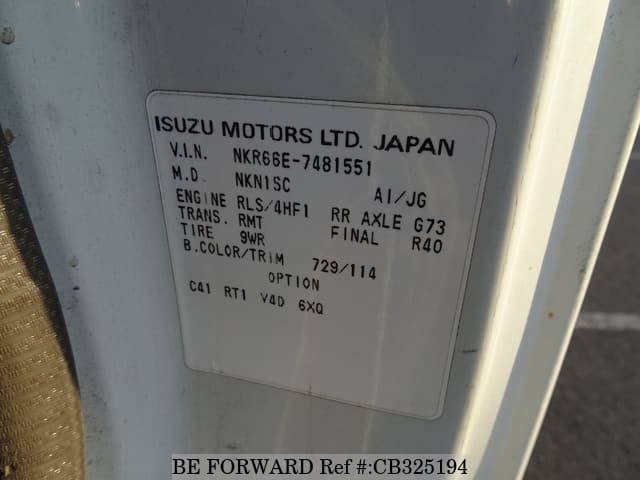 ISUZU MOTORS LTD. JAPAN
V.I.N. NKR66E-7481551
M.D. NKN1SC AI/JG
ENGINE RLS/4HF1 RR AXLE G73
TRANS. RMT FINAL R40
TIRE 9WR
B.COLOR/TRIM 729/114
OPTION
C41 RT1 V4D 6XQ
BE FORWARD Ref #:CB325194